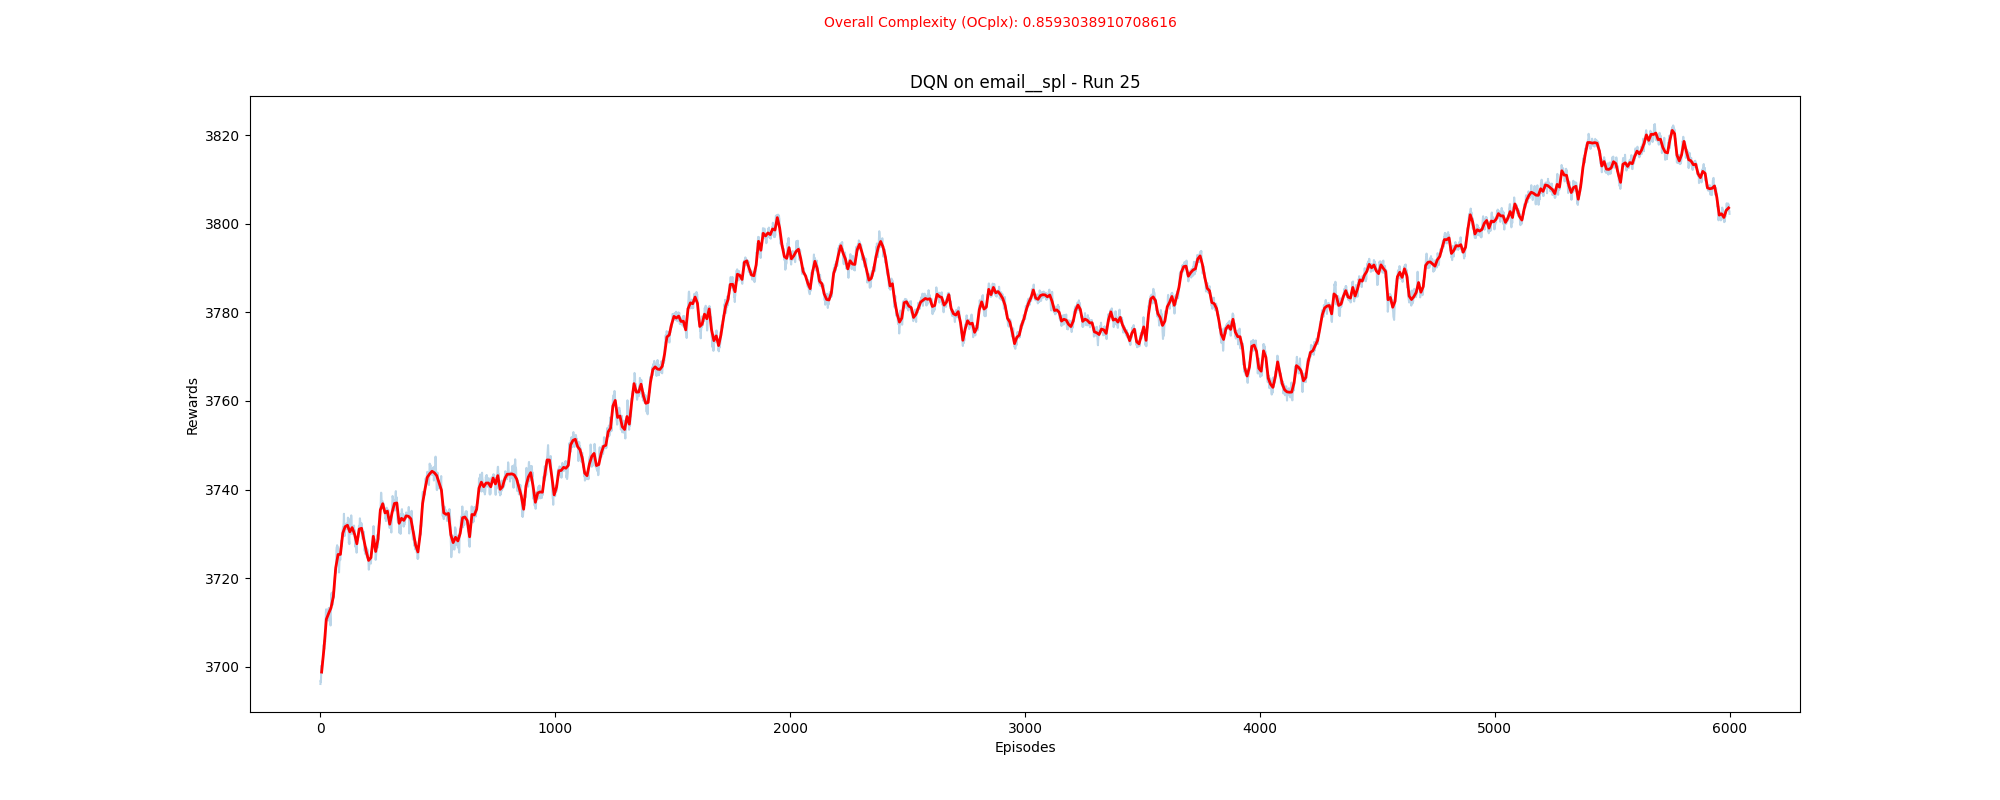 Overall Complexity (OCplx): 0.8593038910708616
DQN on email__spl - Run 25
3820
3800
3780
3760
3740
3720
3700
Rewards
0 1000 2000 3000 4000 5000 6000
Episodes